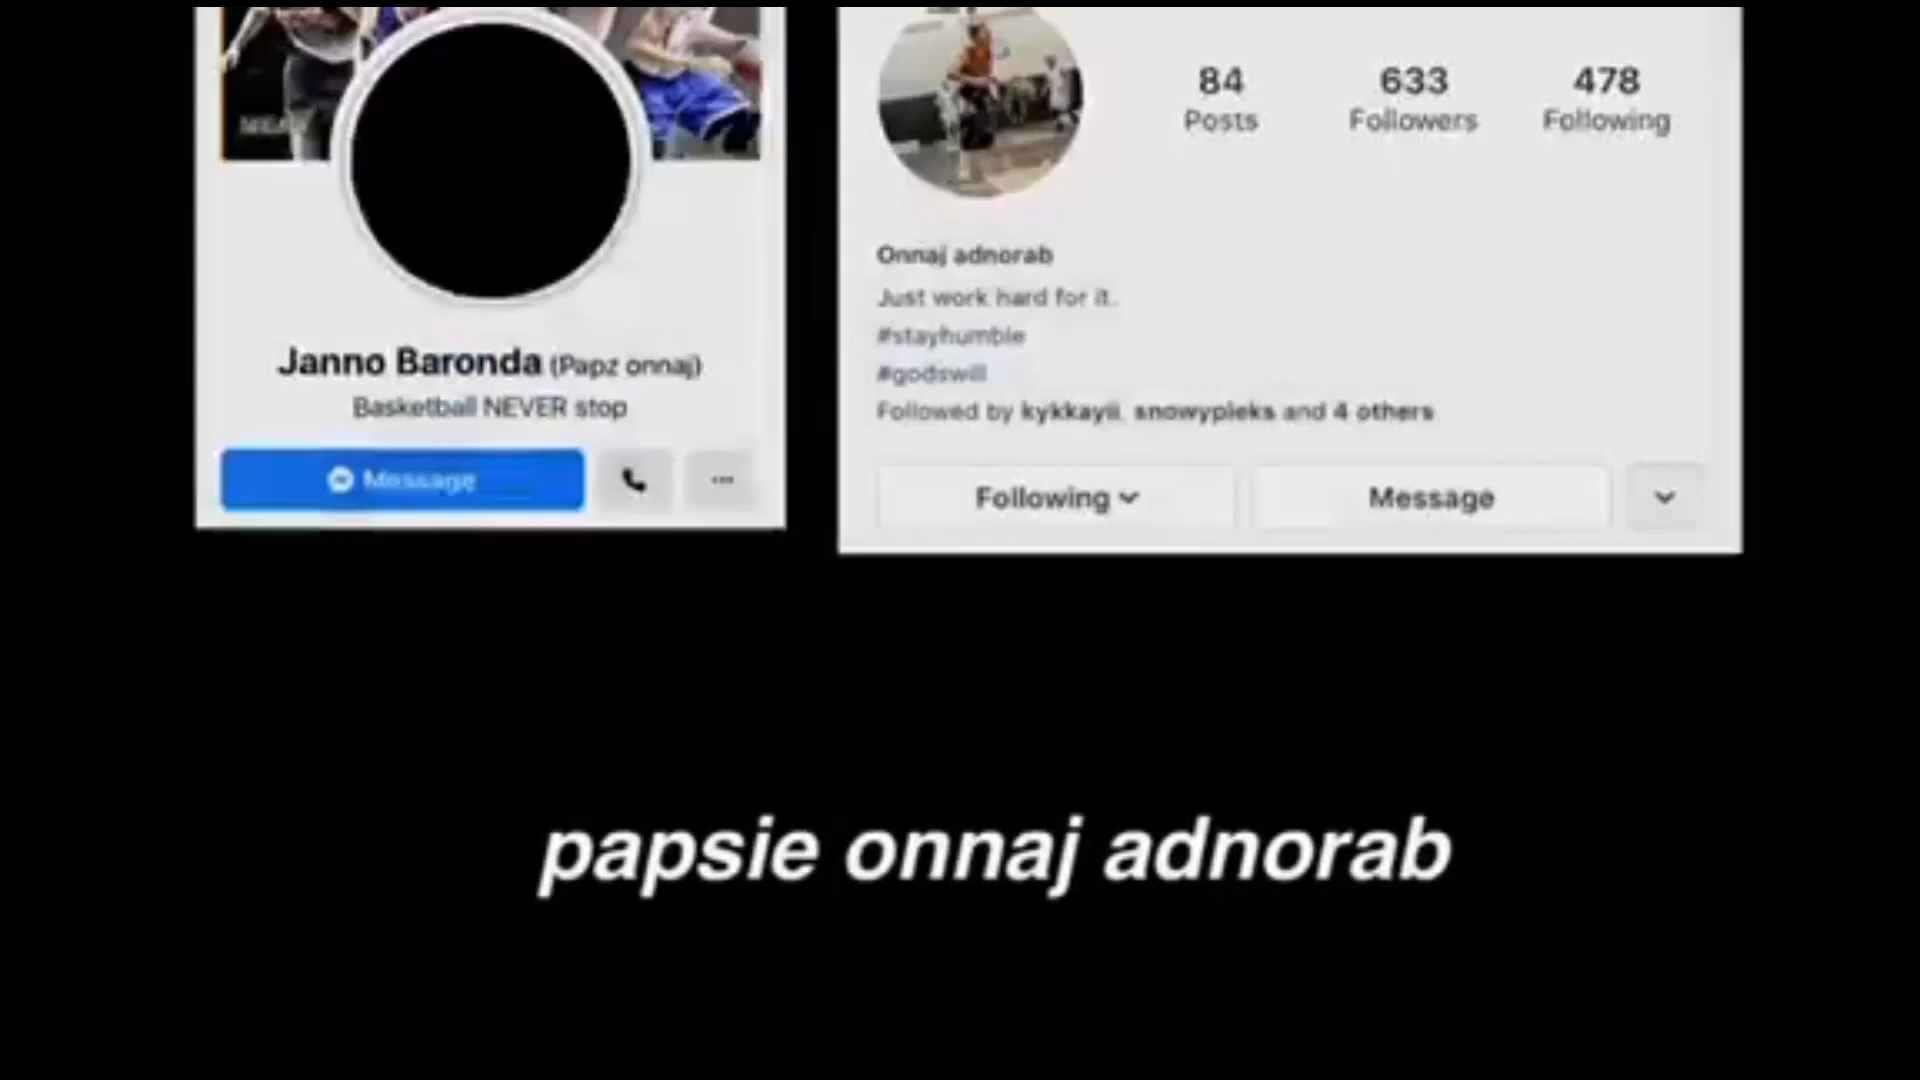 Janno Baronda (Papz onnaj)
Basketball NEVER stop
Message
84
Posts
633
Followers
478
Following
Onnaj adnorab
Just work hard for it.
#stayhumble
#godswill
Followed by kykkayii, snowypieks and 4 others
Following
Message
papsie onnaj adnorab